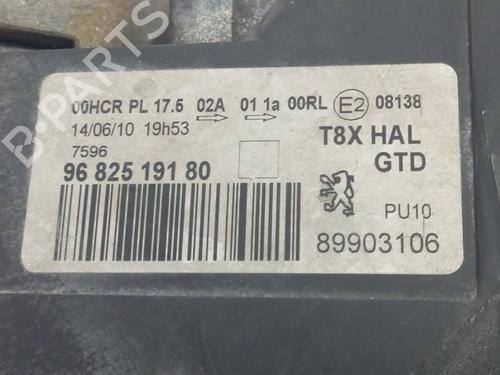 00HCR PL 17.5 02A 01 1a 00RL E2 08138
14/06/10 19h53
7596
T8X HAL
GTD
96 825 191 80
PU10
89903106
B-PARTS